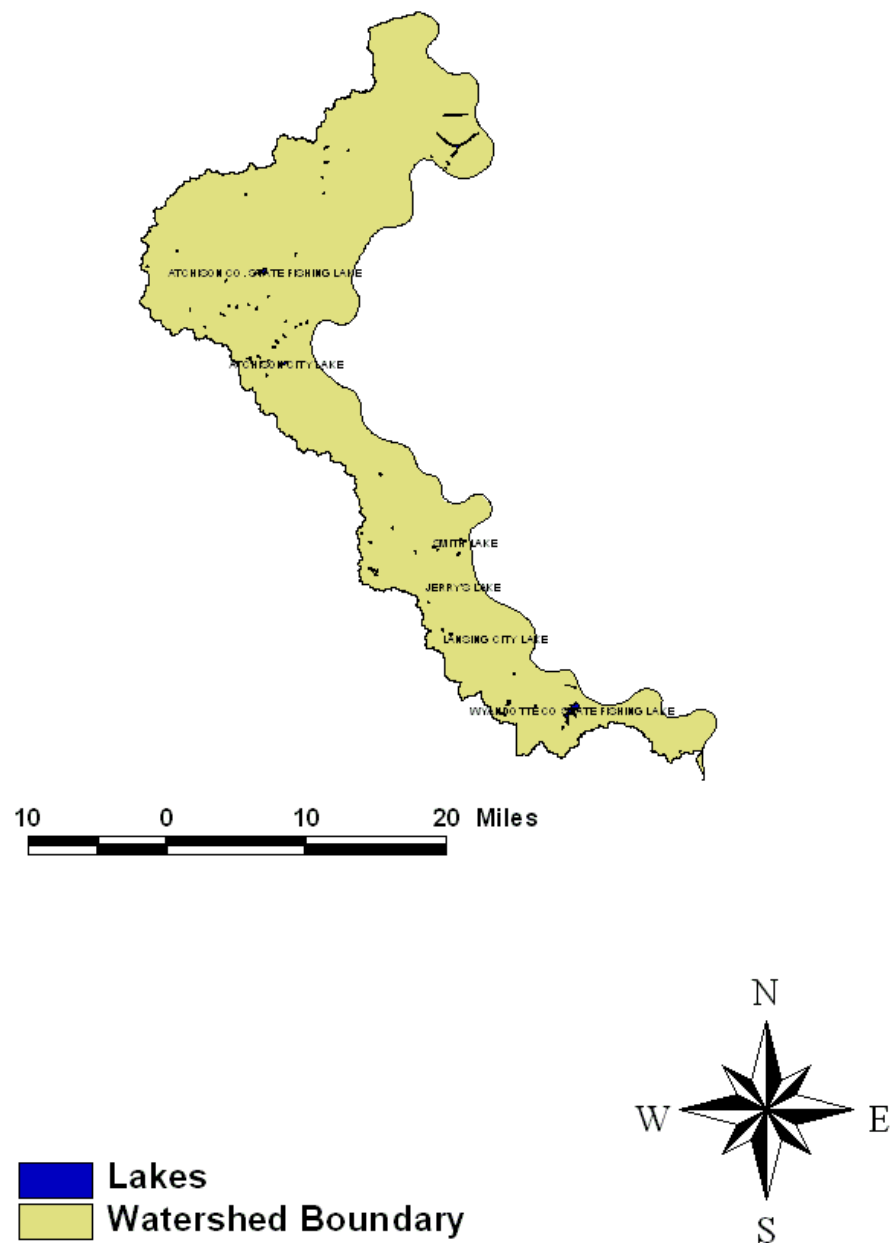 ATCHISON CO. STATE FISHING LAKE
ATCHISON CITY LAKE
SMITH LAKE
JERRY'S LAKE
LANSING CITY LAKE
WYANDOTTE CO STATE FISHING LAKE
10 0 10 20 Miles
N
W E
S
Lakes
Watershed Boundary